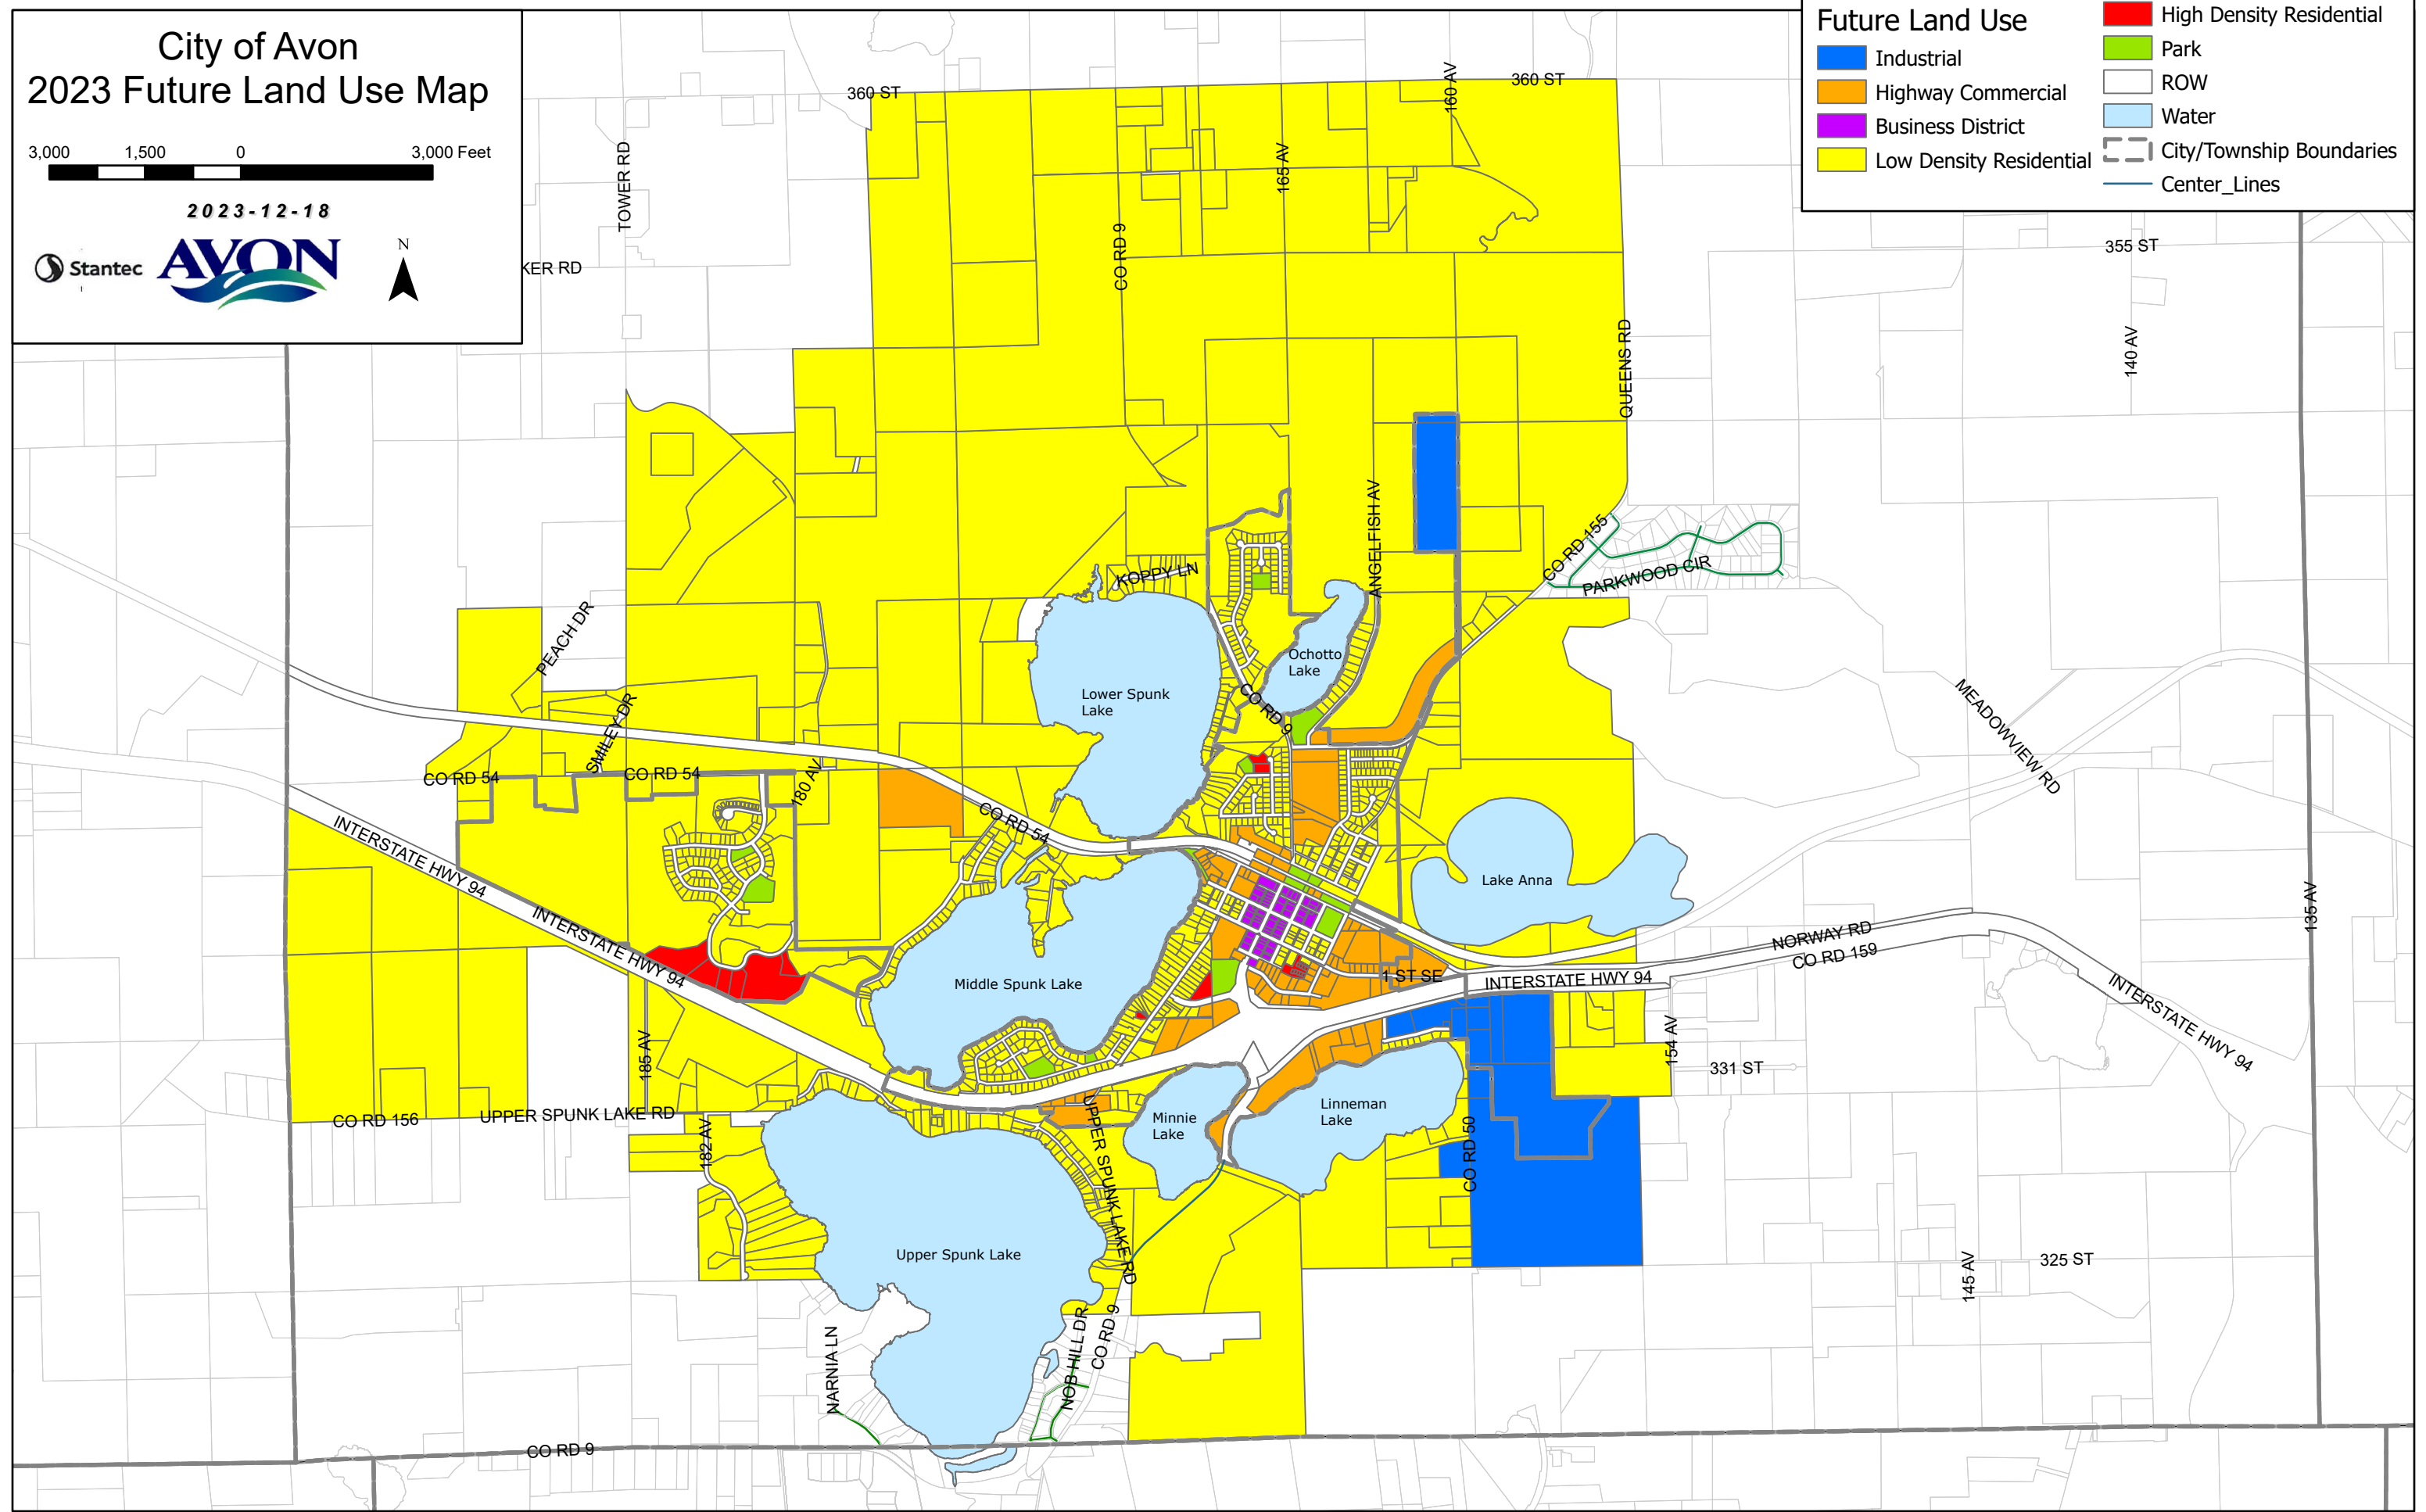 City of Avon
2023 Future Land Use Map
3,000 1,500 0 3,000 Feet
2023-12-18
Stantec
AVON
N
Future Land Use
Industrial
Highway Commercial
Business District
Low Density Residential
High Density Residential
Park
ROW
Water
City/Township Boundaries
Center_Lines
360 ST
360 ST
160 AV
165 AV
TOWER RD
CO RD 9
KER RD
355 ST
140 AV
QUEENS RD
ANGELFISH AV
CO RD 155
PARKWOOD CIR
KOPPY LN
PEACH DR
SMILEY DR
Ochotto
Lake
Lower Spunk
Lake
CO RD 9
MEADOWVIEW RD
CO RD 54
CO RD 54
180 AV
CO RD 54
INTERSTATE HWY 94
INTERSTATE HWY 94
Lake Anna
135 AV
NORWAY RD
CO RD 159
Middle Spunk Lake
1 ST SE
INTERSTATE HWY 94
INTERSTATE HWY 94
185 AV
154 AV
331 ST
CO RD 156
UPPER SPUNK LAKE RD
182 AV
UPPER SPUNK LAKE RD
Minnie
Lake
Linneman
Lake
CO RD 50
Upper Spunk Lake
325 ST
145 AV
NARNIA LN
NOB HILL DR
CO RD 9
CO RD 9